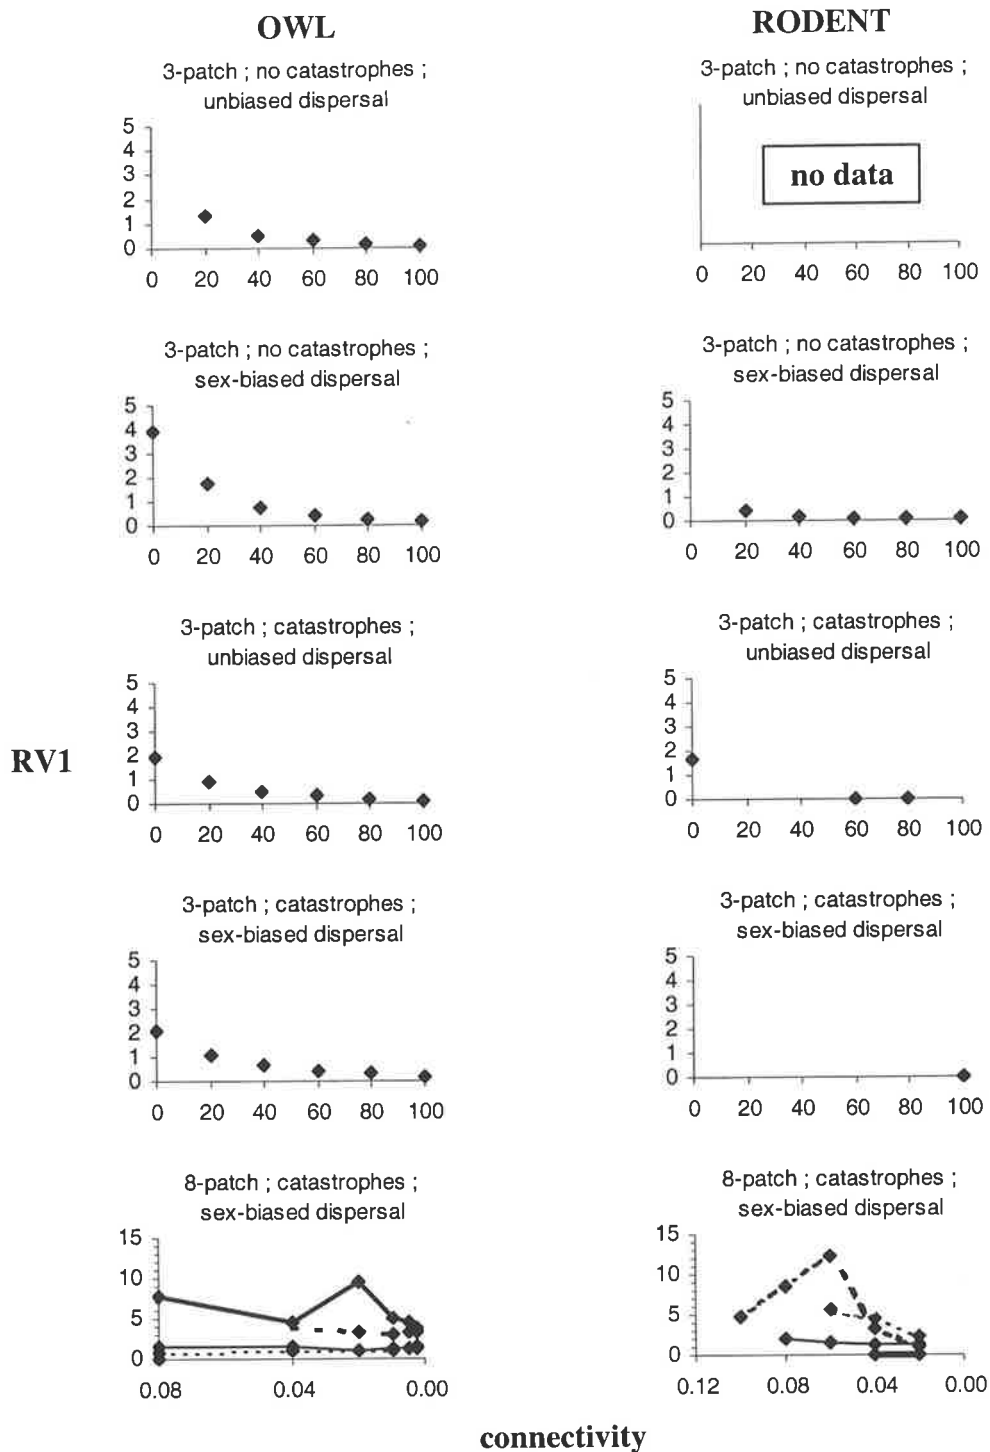 OWL
RODENT
3-patch ; no catastrophes ;
unbiased dispersal
5
4
3
2
1
0
0 20 40 60 80 100
3-patch ; no catastrophes ;
unbiased dispersal
no data
0 20 40 60 80 100
3-patch ; no catastrophes ;
sex-biased dispersal
5
4
3
2
1
0
0 20 40 60 80 100
3-patch ; no catastrophes ;
sex-biased dispersal
5
4
3
2
1
0
0 20 40 60 80 100
RV1
3-patch ; catastrophes ;
unbiased dispersal
5
4
3
2
1
0
0 20 40 60 80 100
3-patch ; catastrophes ;
unbiased dispersal
5
4
3
2
1
0
0 20 40 60 80 100
3-patch ; catastrophes ;
sex-biased dispersal
5
4
3
2
1
0
0 20 40 60 80 100
3-patch ; catastrophes ;
sex-biased dispersal
5
4
3
2
1
0
0 20 40 60 80 100
8-patch ; catastrophes ;
sex-biased dispersal
15
10
5
0
0.08 0.04 0.00
8-patch ; catastrophes ;
sex-biased dispersal
15
10
5
0
0.12 0.08 0.04 0.00
connectivity